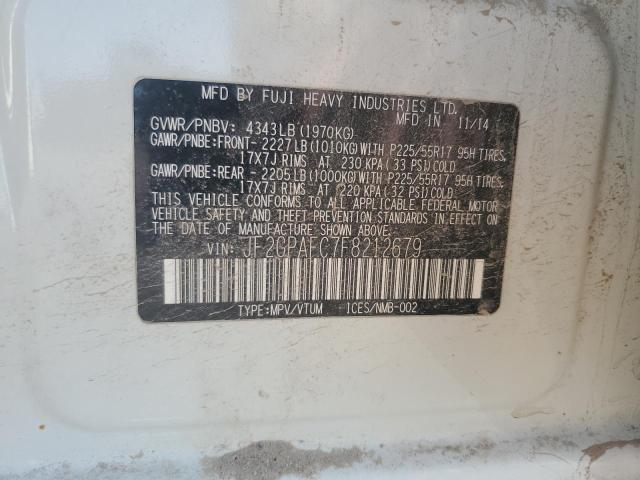 MFD BY FUJI HEAVY INDUSTRIES LTD.
MFD IN 11/14
GVWR/PNBV: 4343LB (1970KG)
GAWR/PNBE:FRONT- 2227LB(1010KG)WITH P225/55R17 95H TIRES,
17X7J RIMS AT 230 KPA( 33 PSI)COLD
GAWR/PNBE:REAR - 2205LB(1000KG)WITH P225/55R17 95H TIRES,
17X7J RIMS AT 220 KPA( 32 PSI)COLD
THIS VEHICLE CONFORMS TO ALL APPLICABLE FEDERAL MOTOR
VEHICLE SAFETY AND THEFT PREVENTION STANDARDS IN EFFECT ON
THE DATE OF MANUFACTURE SHOWN ABOVE.
VIN: JF2GPAEC7F8212679
TYPE:MPV/VTUM ICES/NMB-002